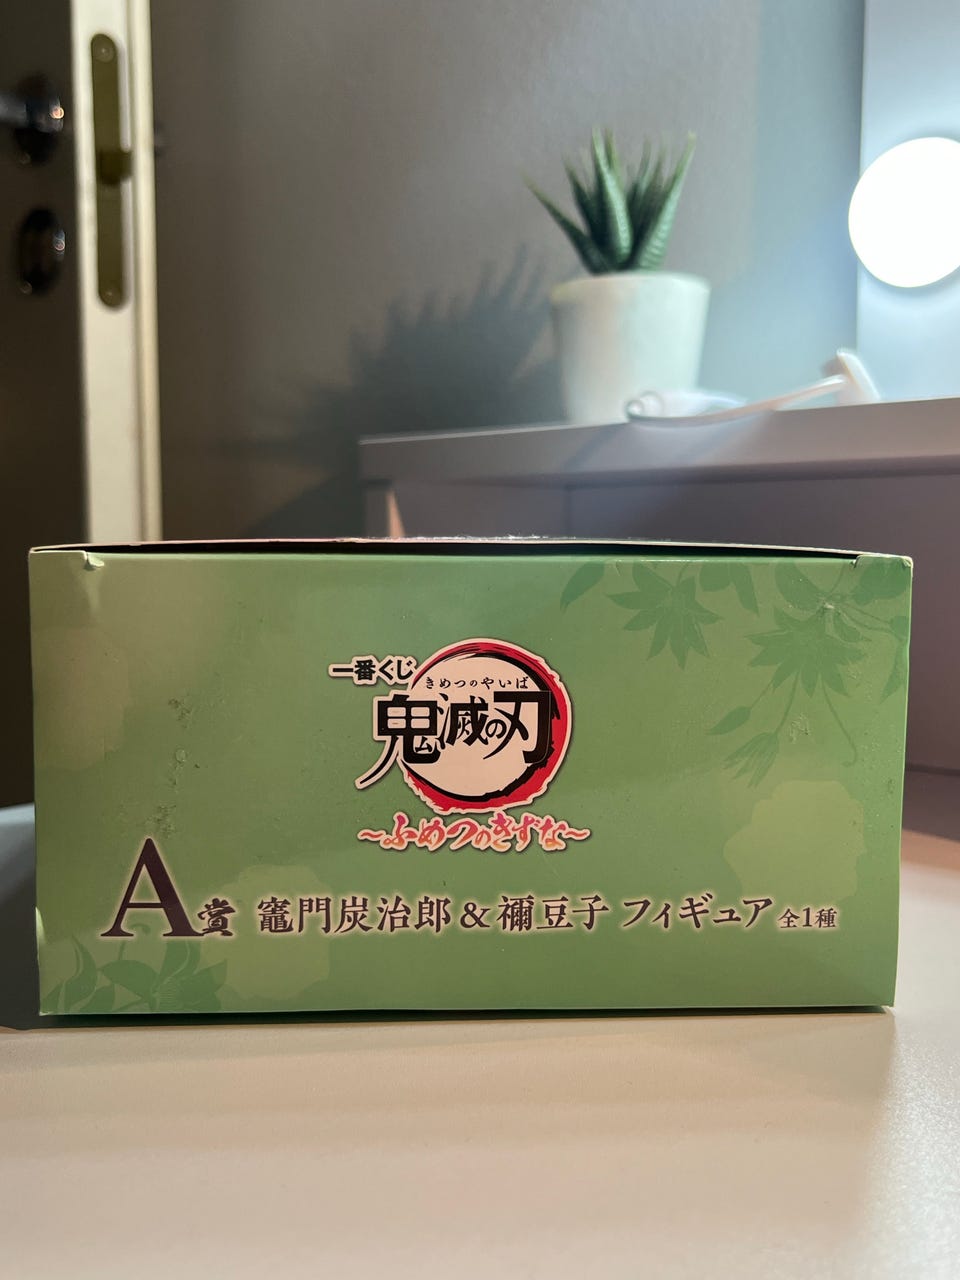 一番くじ
きめつのやいば
鬼滅の刃
～ふめつのきずな～
A賞 竈門炭治郎&禰豆子 フィギュア 全1種